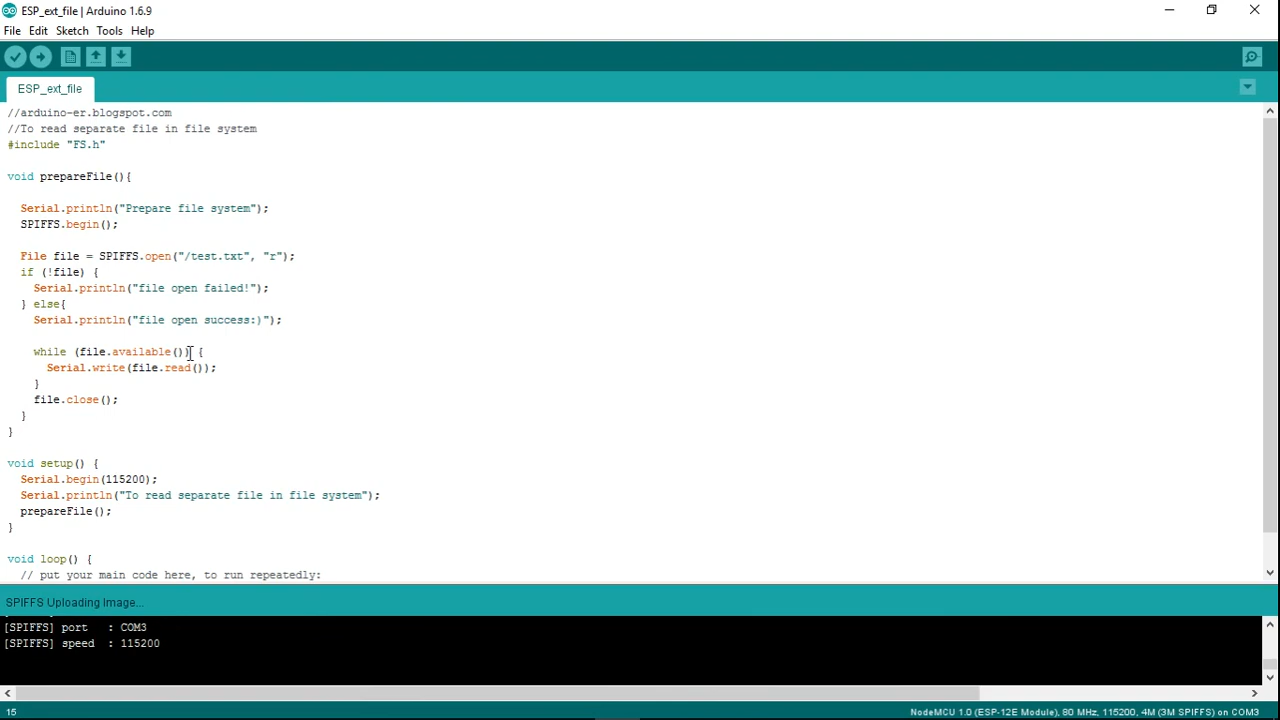 ESP_ext_file | Arduino 1.6.9
File Edit Sketch Tools Help
ESP_ext_file
//arduino-er.blogspot.com
//To read separate file in file system
#include "FS.h"
void prepareFile(){
Serial.println("Prepare file system");
SPIFFS.begin();
File file = SPIFFS.open("/test.txt", "r");
if (!file) {
Serial.println("file open failed!");
} else{
Serial.println("file open success:)");
while (file.available()) {
Serial.write(file.read());
}
file.close();
}
}
void setup() {
Serial.begin(115200);
Serial.println("To read separate file in file system");
prepareFile();
}
void loop() {
// put your main code here, to run repeatedly:
SPIFFS Uploading Image...
[SPIFFS] port : COM3
[SPIFFS] speed : 115200
15 NodeMCU 1.0 (ESP-12E Module), 80 MHz, 115200, 4M (3M SPIFFS) on COM3